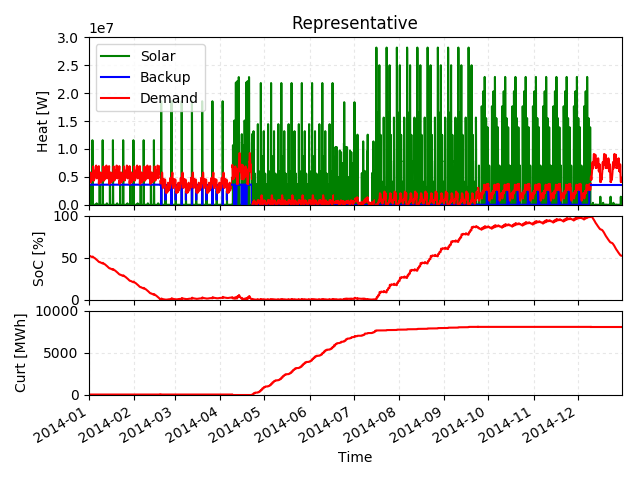 Representative
1e7
Heat [W]
3.0
2.5
2.0
1.5
1.0
0.5
0.0
Solar
Backup
Demand
SoC [%]
100
50
0
Curt [MWh]
10000
5000
0
2014-01
2014-02
2014-03
2014-04
2014-05
2014-06
2014-07
2014-08
2014-09
2014-10
2014-11
2014-12
Time